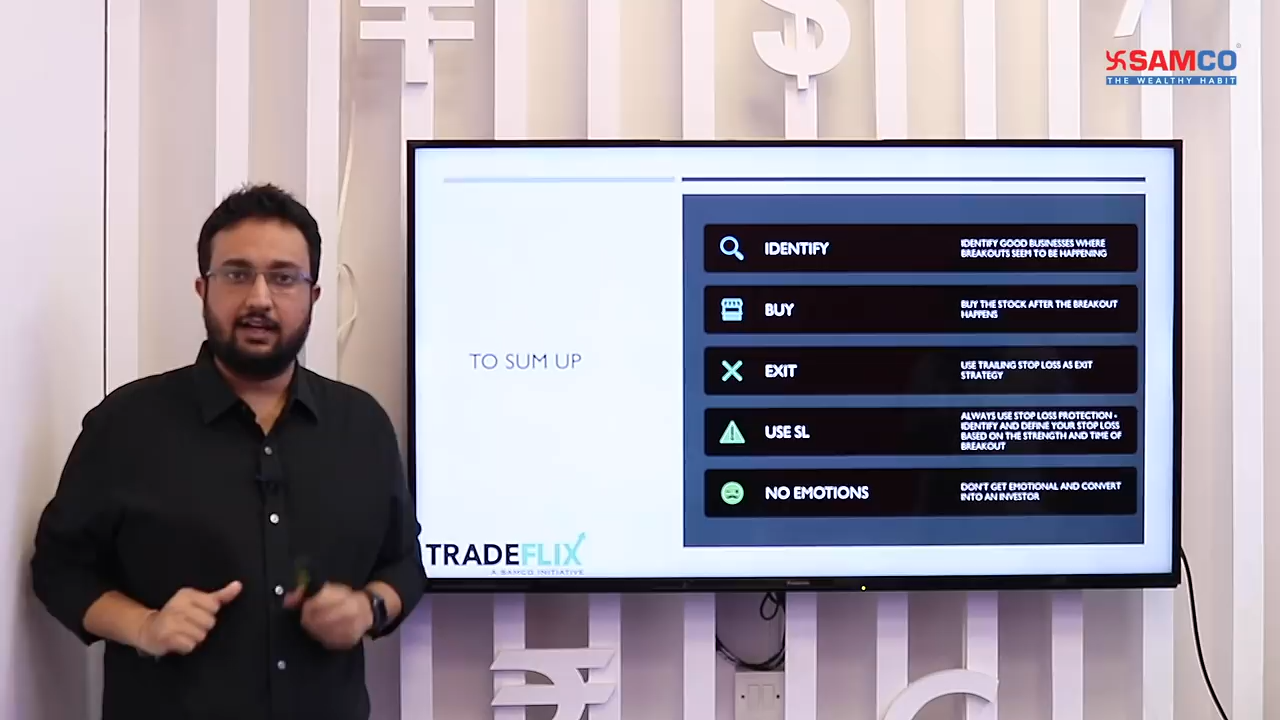 SAMCO
THE WEALTHY HABIT
TO SUM UP
IDENTIFY
IDENTIFY GOOD BUSINESSES WHERE
BREAKOUTS SEEM TO BE HAPPENING
BUY
BUY THE STOCK AFTER THE BREAKOUT
HAPPENS
EXIT
USE TRAILING STOP LOSS AS EXIT
STRATEGY
USE SL
ALWAYS USE STOP LOSS PROTECTION -
IDENTIFY AND DEFINE YOUR STOP LOSS
BASED ON THE STRENGTH AND TIME OF
BREAKOUT
NO EMOTIONS
DON'T GET EMOTIONAL AND CONVERT
INTO AN INVESTOR
TRADEFLIX
A SAMCO INITIATIVE
Panasonic